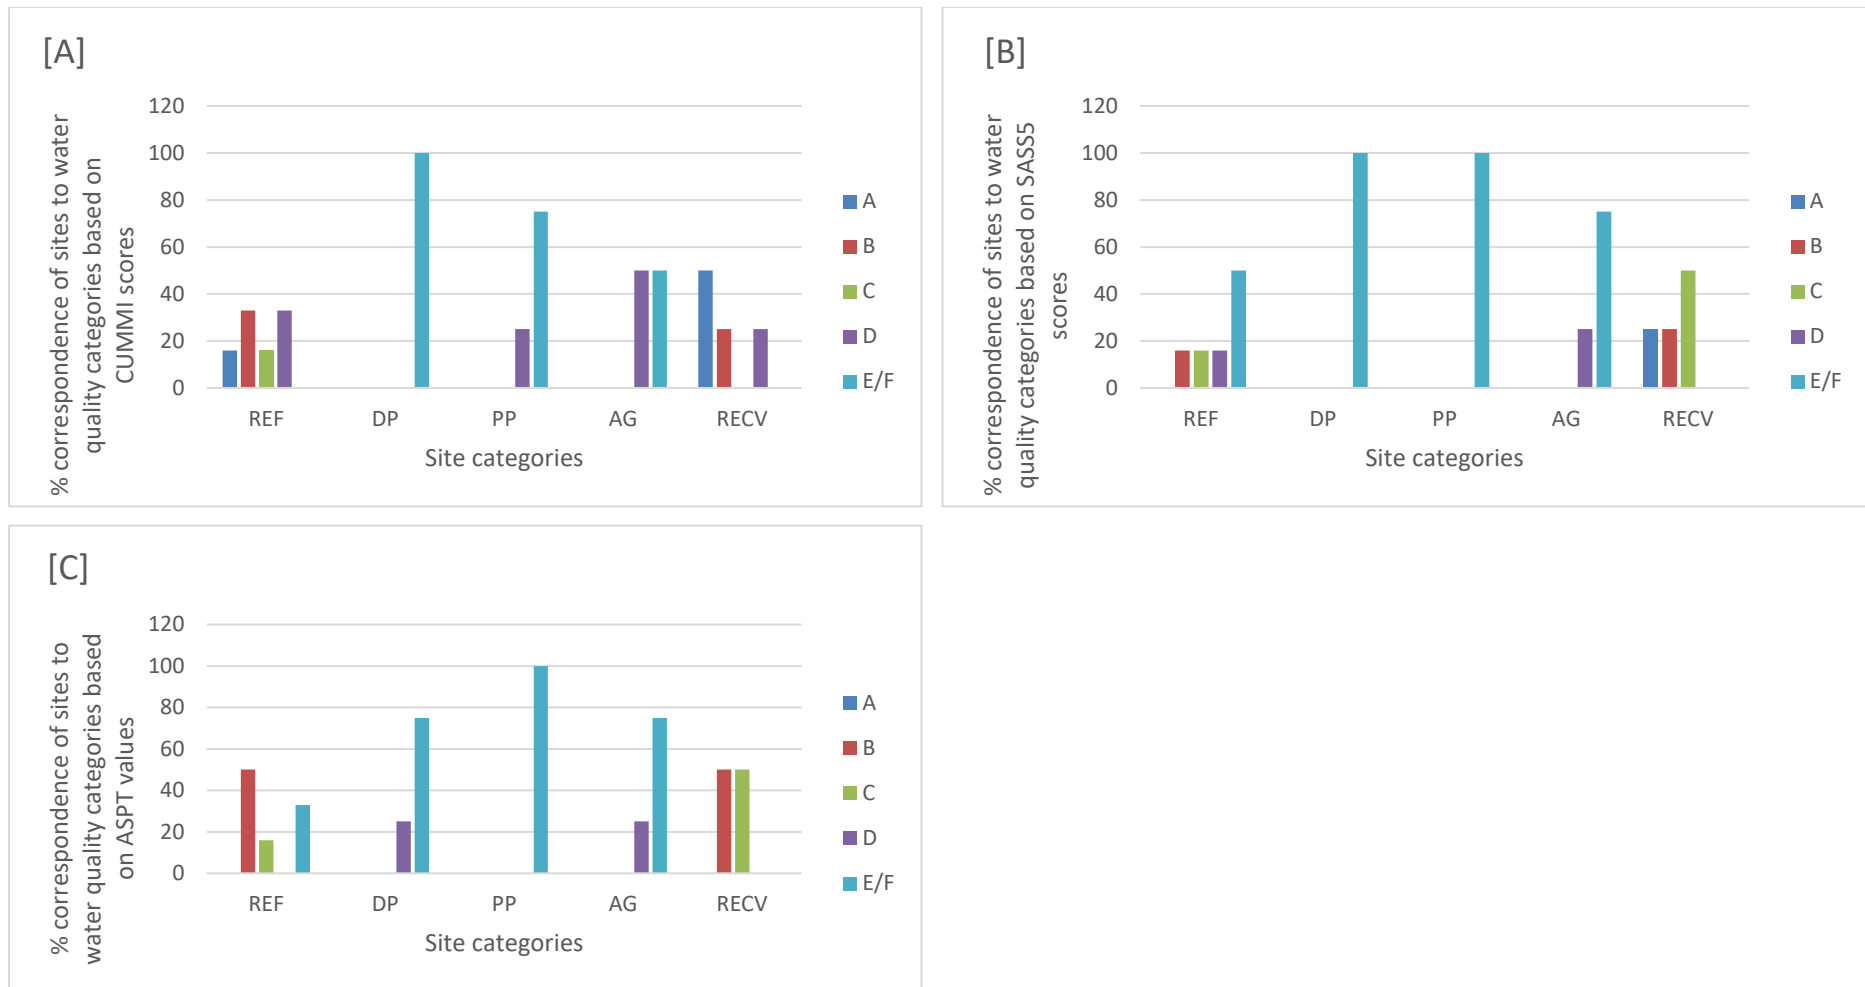 [A]
% correspondence of sites to water
quality categories based on
CUMMI scores
120
100
80
60
40
20
0
REF DP PP AG RECV
Site categories
A
B
C
D
E/F
[B]
% correspondence of sites to water
quality categories based on SASS5
scores
120
100
80
60
40
20
0
REF DP PP AG RECV
Site categories
A
B
C
D
E/F
[C]
% correspondence of sites to
water quality categories based
on ASPT values
120
100
80
60
40
20
0
REF DP PP AG RECV
Site categories
A
B
C
D
E/F